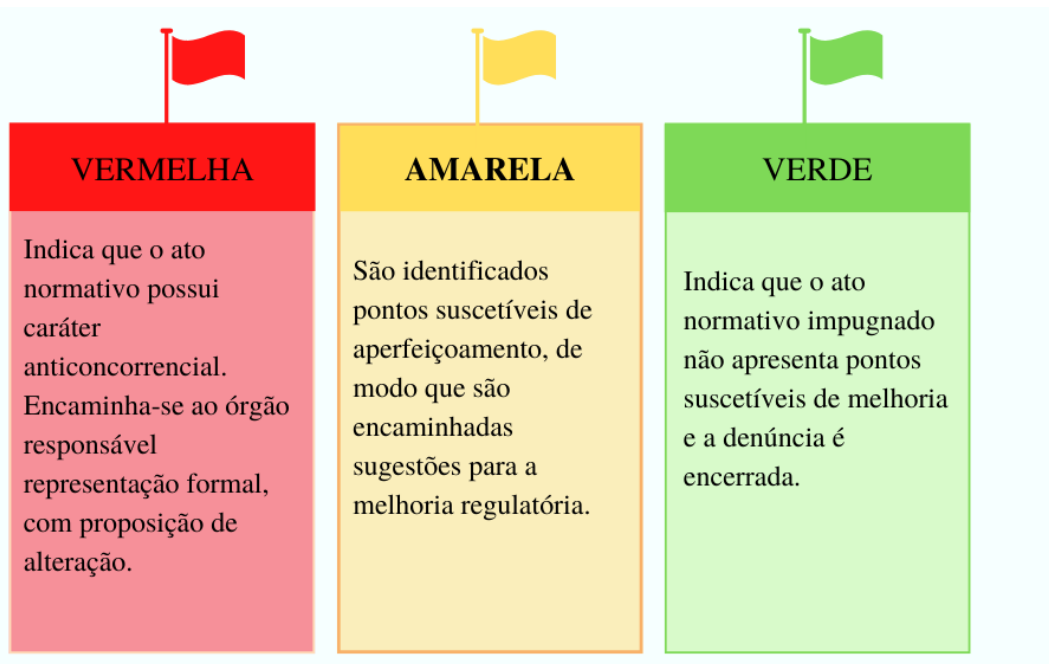 VERMELHA
Indica que o ato
normativo possui
caráter
anticoncorrencial.
Encaminha-se ao órgão
responsável
representação formal,
com proposição de
alteração.
AMARELA
São identificados
pontos suscetíveis de
aperfeiçoamento, de
modo que são
encaminhadas
sugestões para a
melhoria regulatória.
VERDE
Indica que o ato
normativo impugnado
não apresenta pontos
suscetíveis de melhoria
e a denúncia é
encerrada.